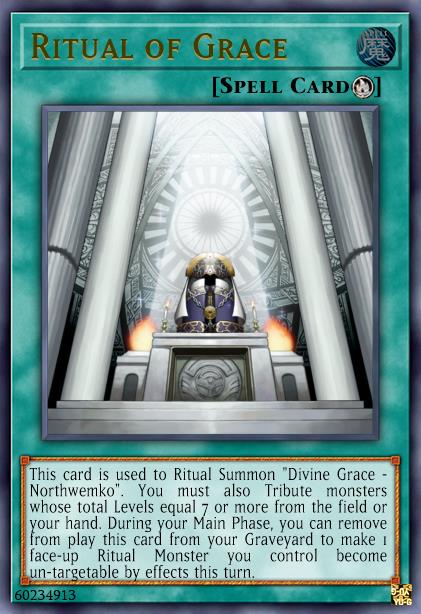 Ritual of Grace
魔
[Spell Card]
This card is used to Ritual Summon "Divine Grace -
Northwemko". You must also Tribute monsters
whose total Levels equal 7 or more from the field or
your hand. During your Main Phase, you can remove
from play this card from your Graveyard to make 1
face-up Ritual Monster you control become
un-targetable by effects this turn.
60234913